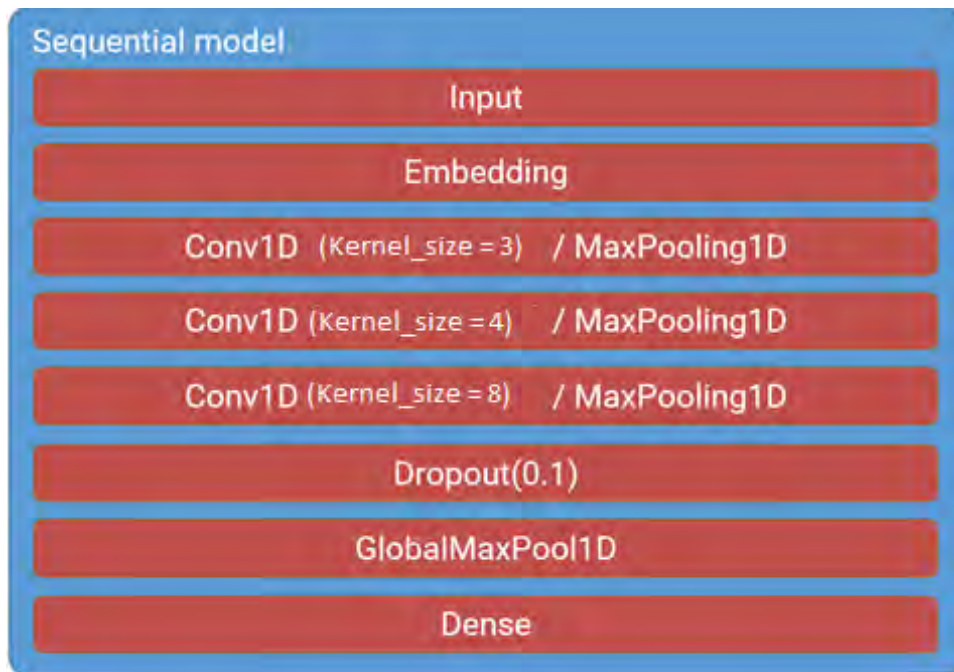 Sequential model
Input
Embedding
Conv1D (Kernel_size = 3) / MaxPooling1D
Conv1D (Kernel_size = 4) / MaxPooling1D
Conv1D (Kernel_size = 8) / MaxPooling1D
Dropout(0.1)
GlobalMaxPool1D
Dense